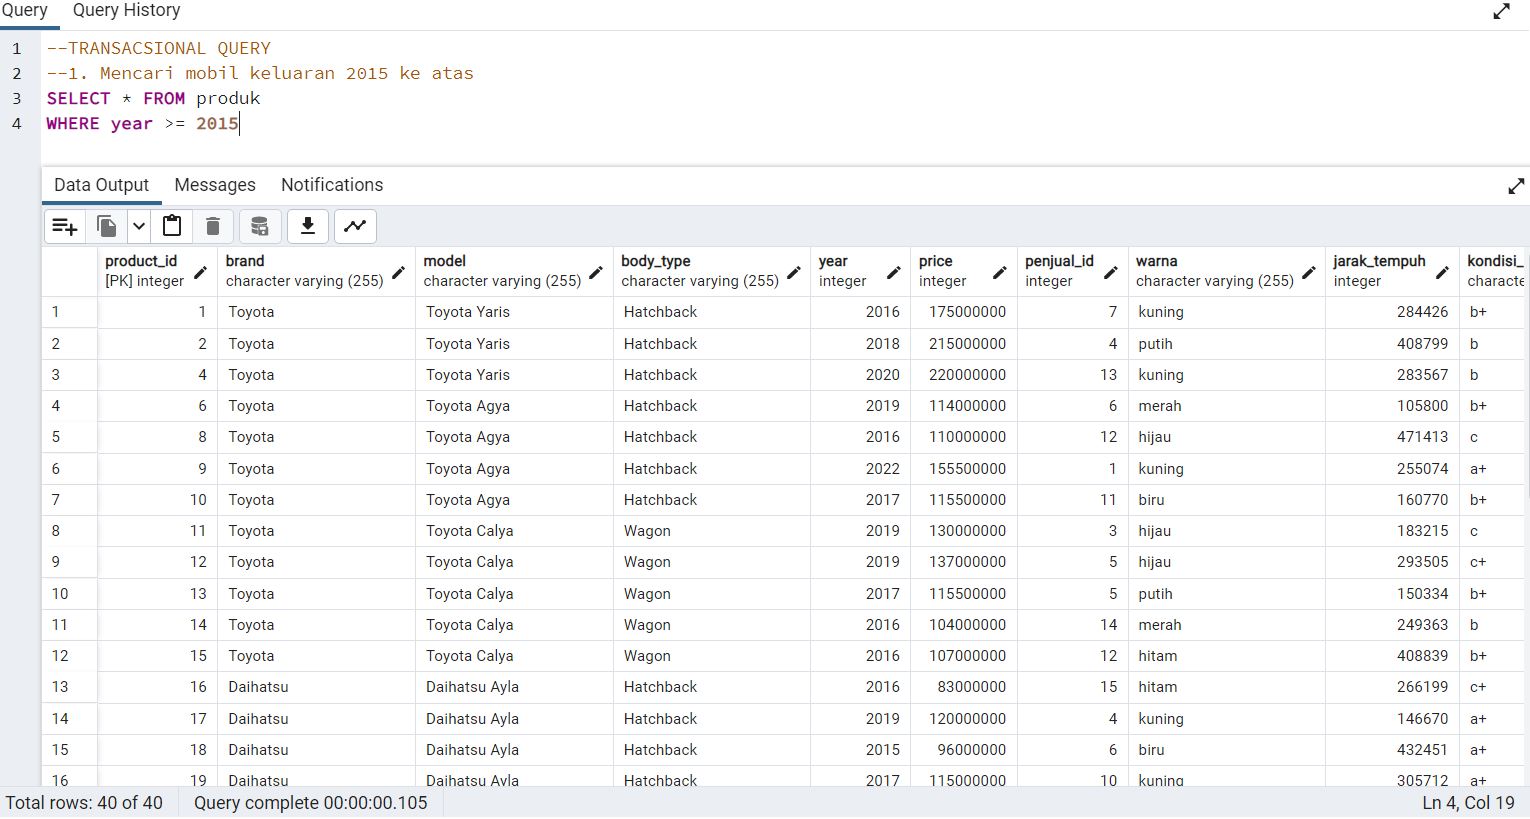 Query Query History
1 --TRANSACSIONAL QUERY
2 --1. Mencari mobil keluaran 2015 ke atas
3 SELECT * FROM produk
4 WHERE year >= 2015
Data Output Messages Notifications
product_id brand model body_type year price penjual_id warna jarak_tempuh kondisi_
[PK] integer character varying (255) character varying (255) character varying (255) integer integer integer character varying (255) integer characte
1 1 Toyota Toyota Yaris Hatchback 2016 175000000 7 kuning 284426 b+
2 2 Toyota Toyota Yaris Hatchback 2018 215000000 4 putih 408799 b
3 4 Toyota Toyota Yaris Hatchback 2020 220000000 13 kuning 283567 b
4 6 Toyota Toyota Agya Hatchback 2019 114000000 6 merah 105800 b+
5 8 Toyota Toyota Agya Hatchback 2016 110000000 12 hijau 471413 c
6 9 Toyota Toyota Agya Hatchback 2022 155500000 1 kuning 255074 a+
7 10 Toyota Toyota Agya Hatchback 2017 115500000 11 biru 160770 b+
8 11 Toyota Toyota Calya Wagon 2019 130000000 3 hijau 183215 c
9 12 Toyota Toyota Calya Wagon 2019 137000000 5 hijau 293505 c+
10 13 Toyota Toyota Calya Wagon 2017 115500000 5 putih 150334 b+
11 14 Toyota Toyota Calya Wagon 2016 104000000 14 merah 249363 b
12 15 Toyota Toyota Calya Wagon 2016 107000000 12 hitam 408839 b+
13 16 Daihatsu Daihatsu Ayla Hatchback 2016 83000000 15 hitam 266199 c+
14 17 Daihatsu Daihatsu Ayla Hatchback 2019 120000000 4 kuning 146670 a+
15 18 Daihatsu Daihatsu Ayla Hatchback 2015 96000000 6 biru 432451 a+
16 19 Daihatsu Daihatsu Ayla Hatchback 2017 115000000 10 kuning 305712 a+
Total rows: 40 of 40 Query complete 00:00:00.105 Ln 4, Col 19